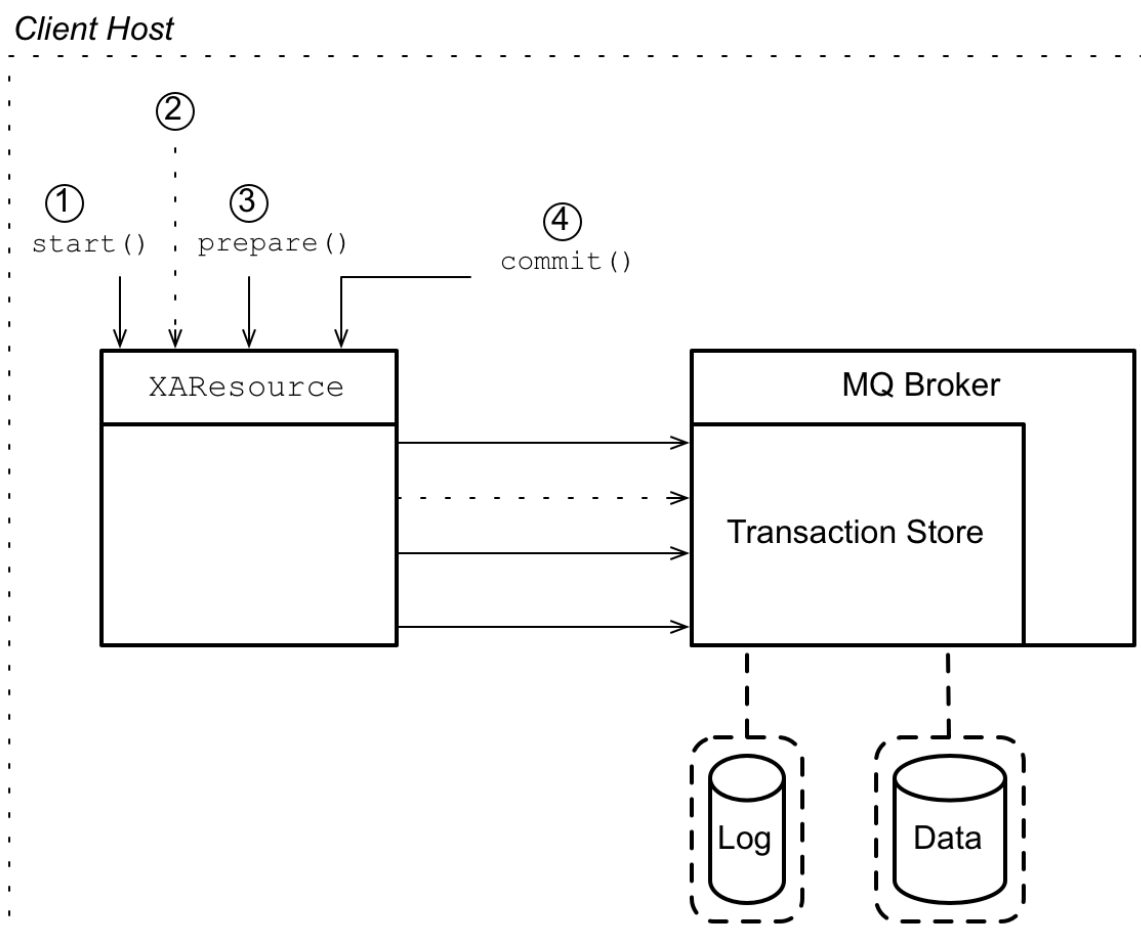 Client Host
2
1
3
4
start()
prepare()
commit()
XAResource
MQ Broker
Transaction Store
Log
Data